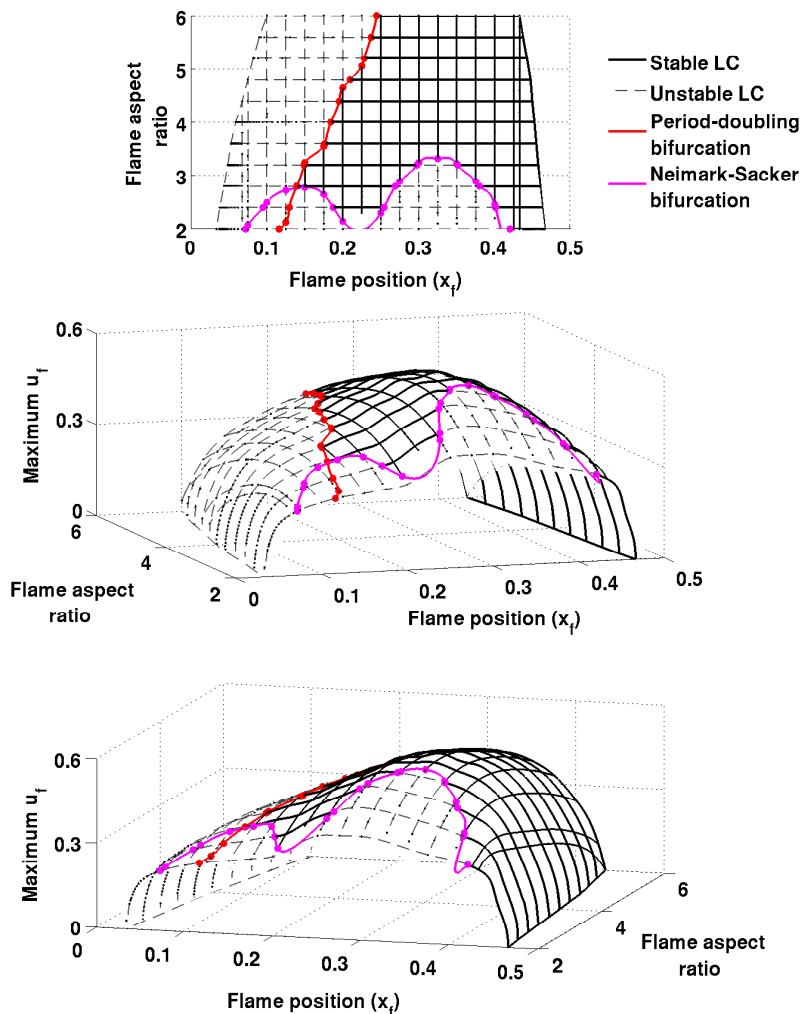 6
5
4
3
2
Flame aspect
ratio
0
0.1
0.2
0.3
0.4
0.5
Flame position (x_f)
Stable LC
Unstable LC
Period-doubling
bifurcation
Neimark-Sacker
bifurcation
0.6
0.3
0
Maximum u_f
6
4
2
Flame aspect
ratio
0
0.1
0.2
0.3
0.4
0.5
Flame position (x_f)
0.6
0.3
0
Maximum u_f
0
0.1
0.2
0.3
0.4
0.5
Flame position (x_f)
6
4
2
Flame aspect
ratio